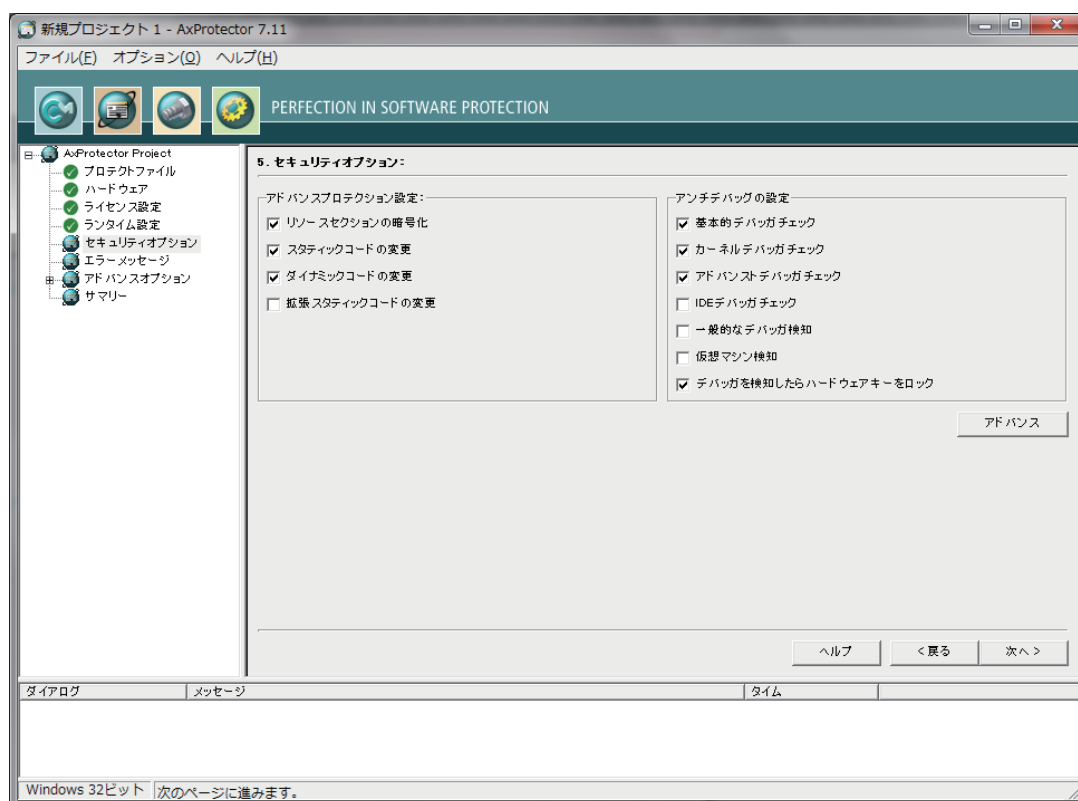 新規プロジェクト 1 - AxProtector 7.11
ファイル(F) オプション(O) ヘルプ(H)
PERFECTION IN SOFTWARE PROTECTION
AxProtector Project
プロテクトファイル
ハードウェア
ライセンス設定
ランタイム設定
セキュリティオプション
エラーメッセージ
アドバンスオプション
サマリー
5. セキュリティオプション:
アドバンスプロテクション設定:
リソースセクションの暗号化
スタティックコードの変更
ダイナミックコードの変更
拡張スタティックコードの変更
アンチデバッグの設定
基本的デバッガチェック
カーネルデバッガチェック
アドバンストデバッガチェック
IDEデバッガチェック
一般的なデバッガ検知
仮想マシン検知
デバッガを検知したらハードウェアキーをロック
アドバンス
ヘルプ <戻る 次へ>
ダイアログ メッセージ タイム
Windows 32ビット 次のページに進みます。